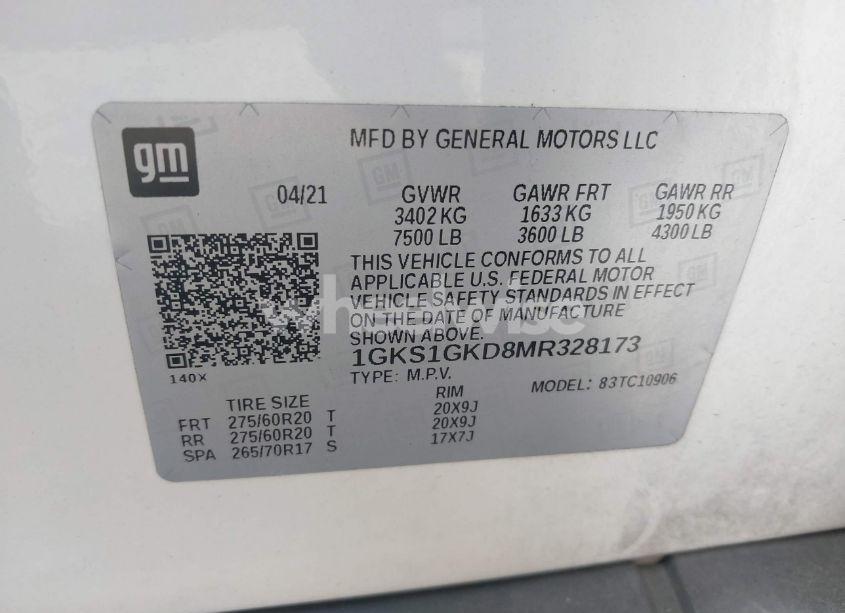 gm
MFD BY GENERAL MOTORS LLC
04/21 GVWR GAWR FRT GAWR RR
3402 KG 1633 KG 1950 KG
7500 LB 3600 LB 4300 LB
THIS VEHICLE CONFORMS TO ALL
APPLICABLE U.S. FEDERAL MOTOR
VEHICLE SAFETY STANDARDS IN EFFECT
ON THE DATE OF MANUFACTURE
SHOWN ABOVE.
1GKS1GKD8MR328173
140X
TYPE: M.P.V. MODEL: 83TC10906
TIRE SIZE RIM
FRT 275/60R20 T 20X9J
RR 275/60R20 T 20X9J
SPA 265/70R17 S 17X7J